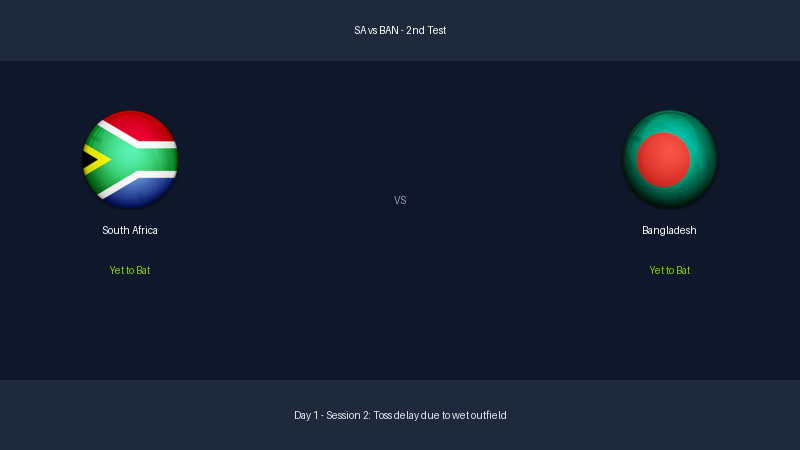 SA vs BAN - 2nd Test
VS
South Africa
Bangladesh
Yet to Bat
Yet to Bat
Day 1 - Session 2: Toss delay due to wet outfield